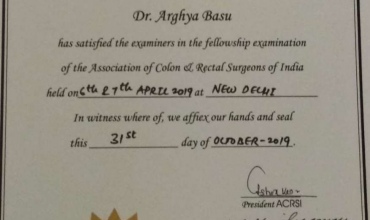 Dr. Arghya Basu
has satisfied the examiners in the fellowship examination
of the Association of Colon & Rectal Surgeons of India
held on 6th & 7th APRIL 2019 at NEW DELHI
In witness where of, we affiex our hands and seal
this 31st day of OCTOBER-2019.
President ACRSI